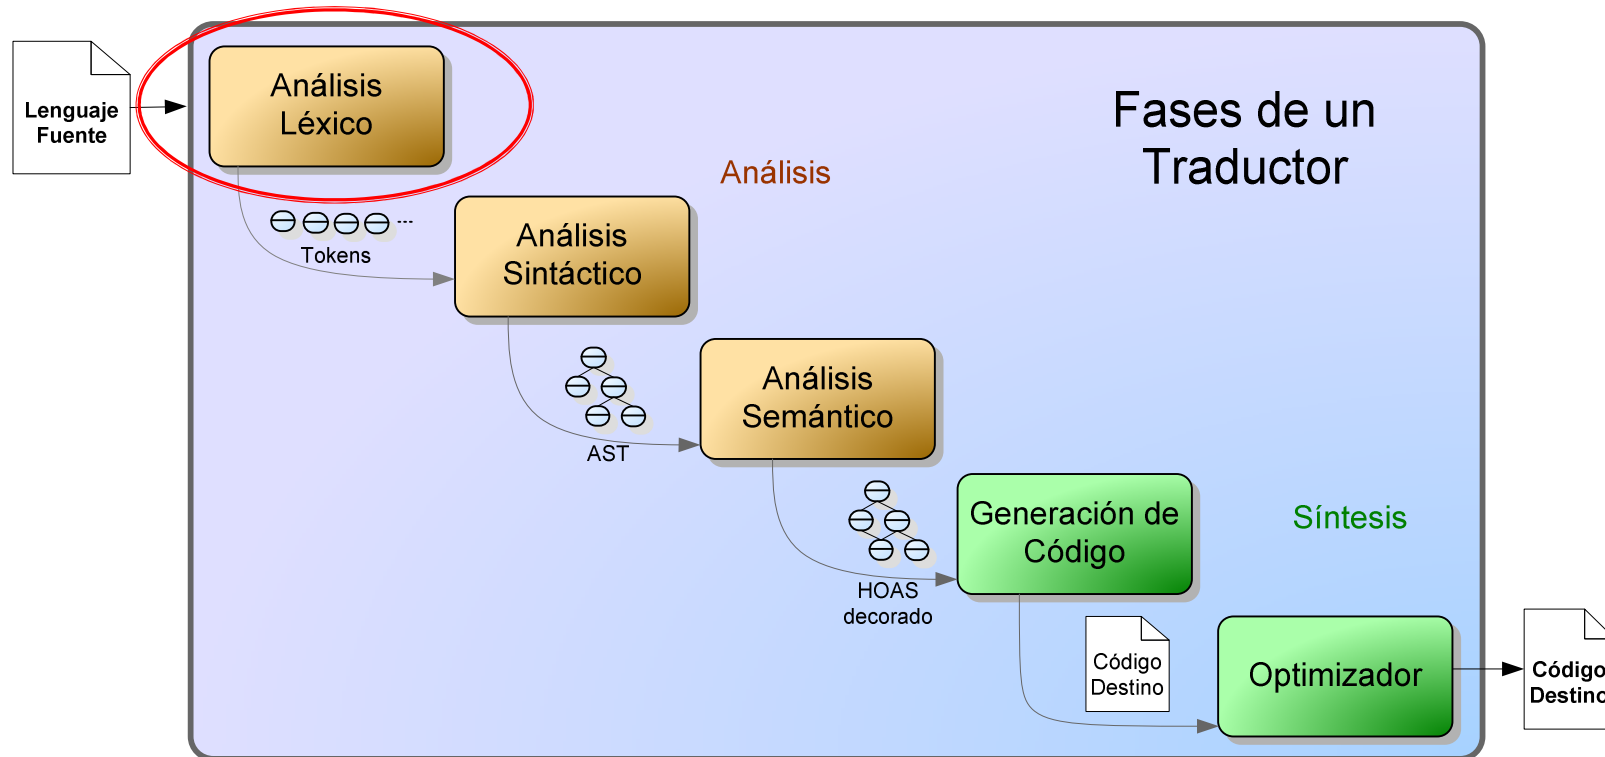 Lenguaje
Fuente
Análisis
Léxico
Fases de un
Traductor
Análisis
Tokens
Análisis
Sintáctico
AST
Análisis
Semántico
HOAS
decorado
Generación de
Código
Síntesis
Código
Destino
Optimizador
Código
Destino